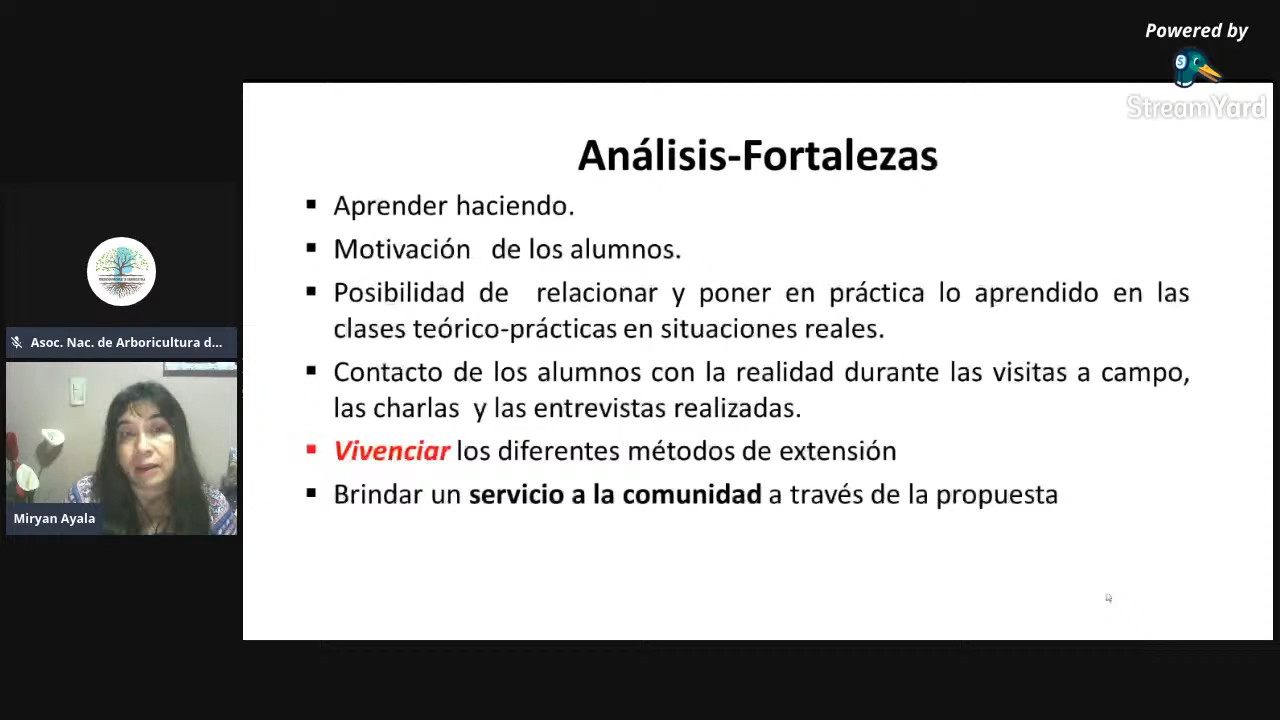 Powered by
StreamYard
Análisis-Fortalezas
▪ Aprender haciendo.
▪ Motivación de los alumnos.
▪ Posibilidad de relacionar y poner en práctica lo aprendido en las
clases teórico-prácticas en situaciones reales.
▪ Contacto de los alumnos con la realidad durante las visitas a campo,
las charlas y las entrevistas realizadas.
▪ Vivenciar los diferentes métodos de extensión
▪ Brindar un servicio a la comunidad a través de la propuesta
Asoc. Nac. de Arboricultura d...
Miryan Ayala